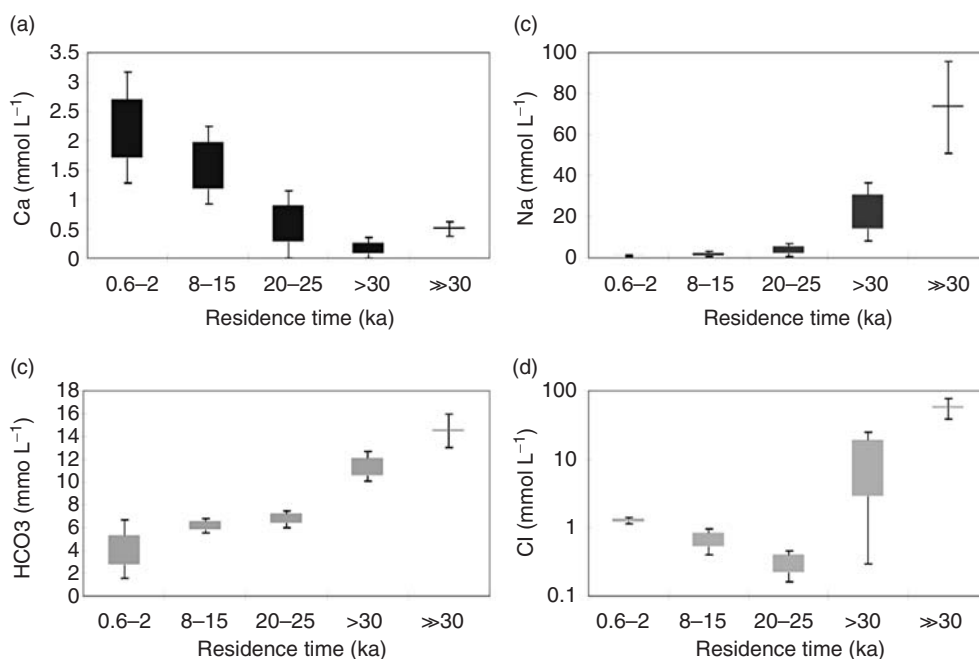 (a)
3.5
3
2.5
2
1.5
1
0.5
0
Ca (mmol L−1)
0.6–2 8–15 20–25 >30 ≫30
Residence time (ka)
(c)
100
80
60
40
20
0
Na (mmol L−1)
0.6–2 8–15 20–25 >30 ≫30
Residence time (ka)
(c)
18
16
14
12
10
8
6
4
2
0
HCO3 (mmo L−1)
0.6–2 8–15 20–25 >30 ≫30
Residence time (ka)
(d)
100
10
1
0.1
Cl (mmol L−1)
0.6–2 8–15 20–25 >30 ≫30
Residence time (ka)